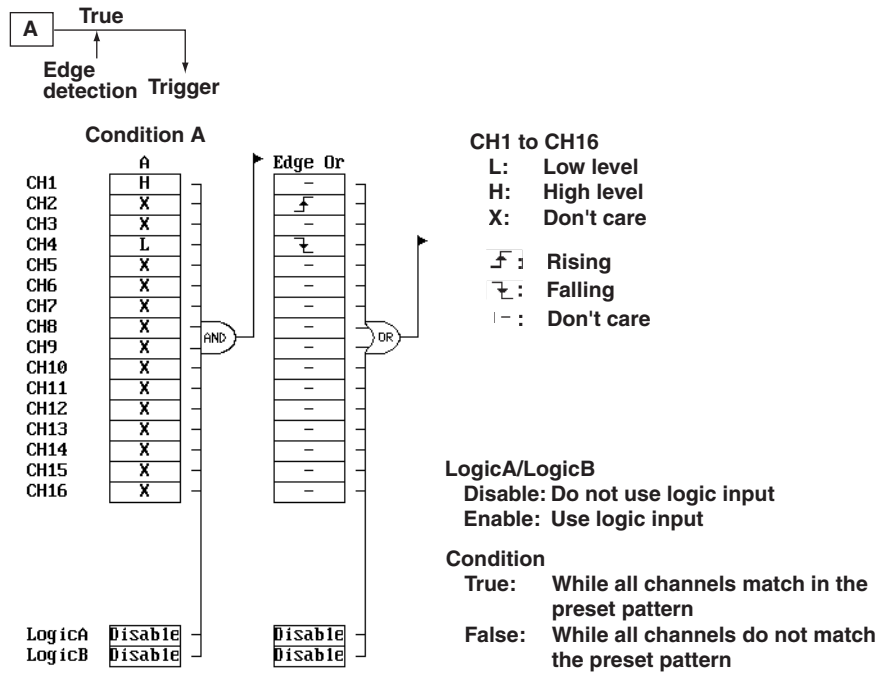 A
True
Edge
detection
Trigger
Condition A
A
Edge Or
CH1 H -
CH2 X
CH3 X -
CH4 L
CH5 X -
CH6 X -
CH7 X -
CH8 X -
CH9 X -
CH10 X -
CH11 X -
CH12 X -
CH13 X -
CH14 X -
CH15 X -
CH16 X -
AND
OR
LogicA Disable Disable
LogicB Disable Disable
CH1 to CH16
L: Low level
H: High level
X: Don't care
: Rising
: Falling
- : Don't care
LogicA/LogicB
Disable: Do not use logic input
Enable: Use logic input
Condition
True: While all channels match in the
preset pattern
False: While all channels do not match
the preset pattern